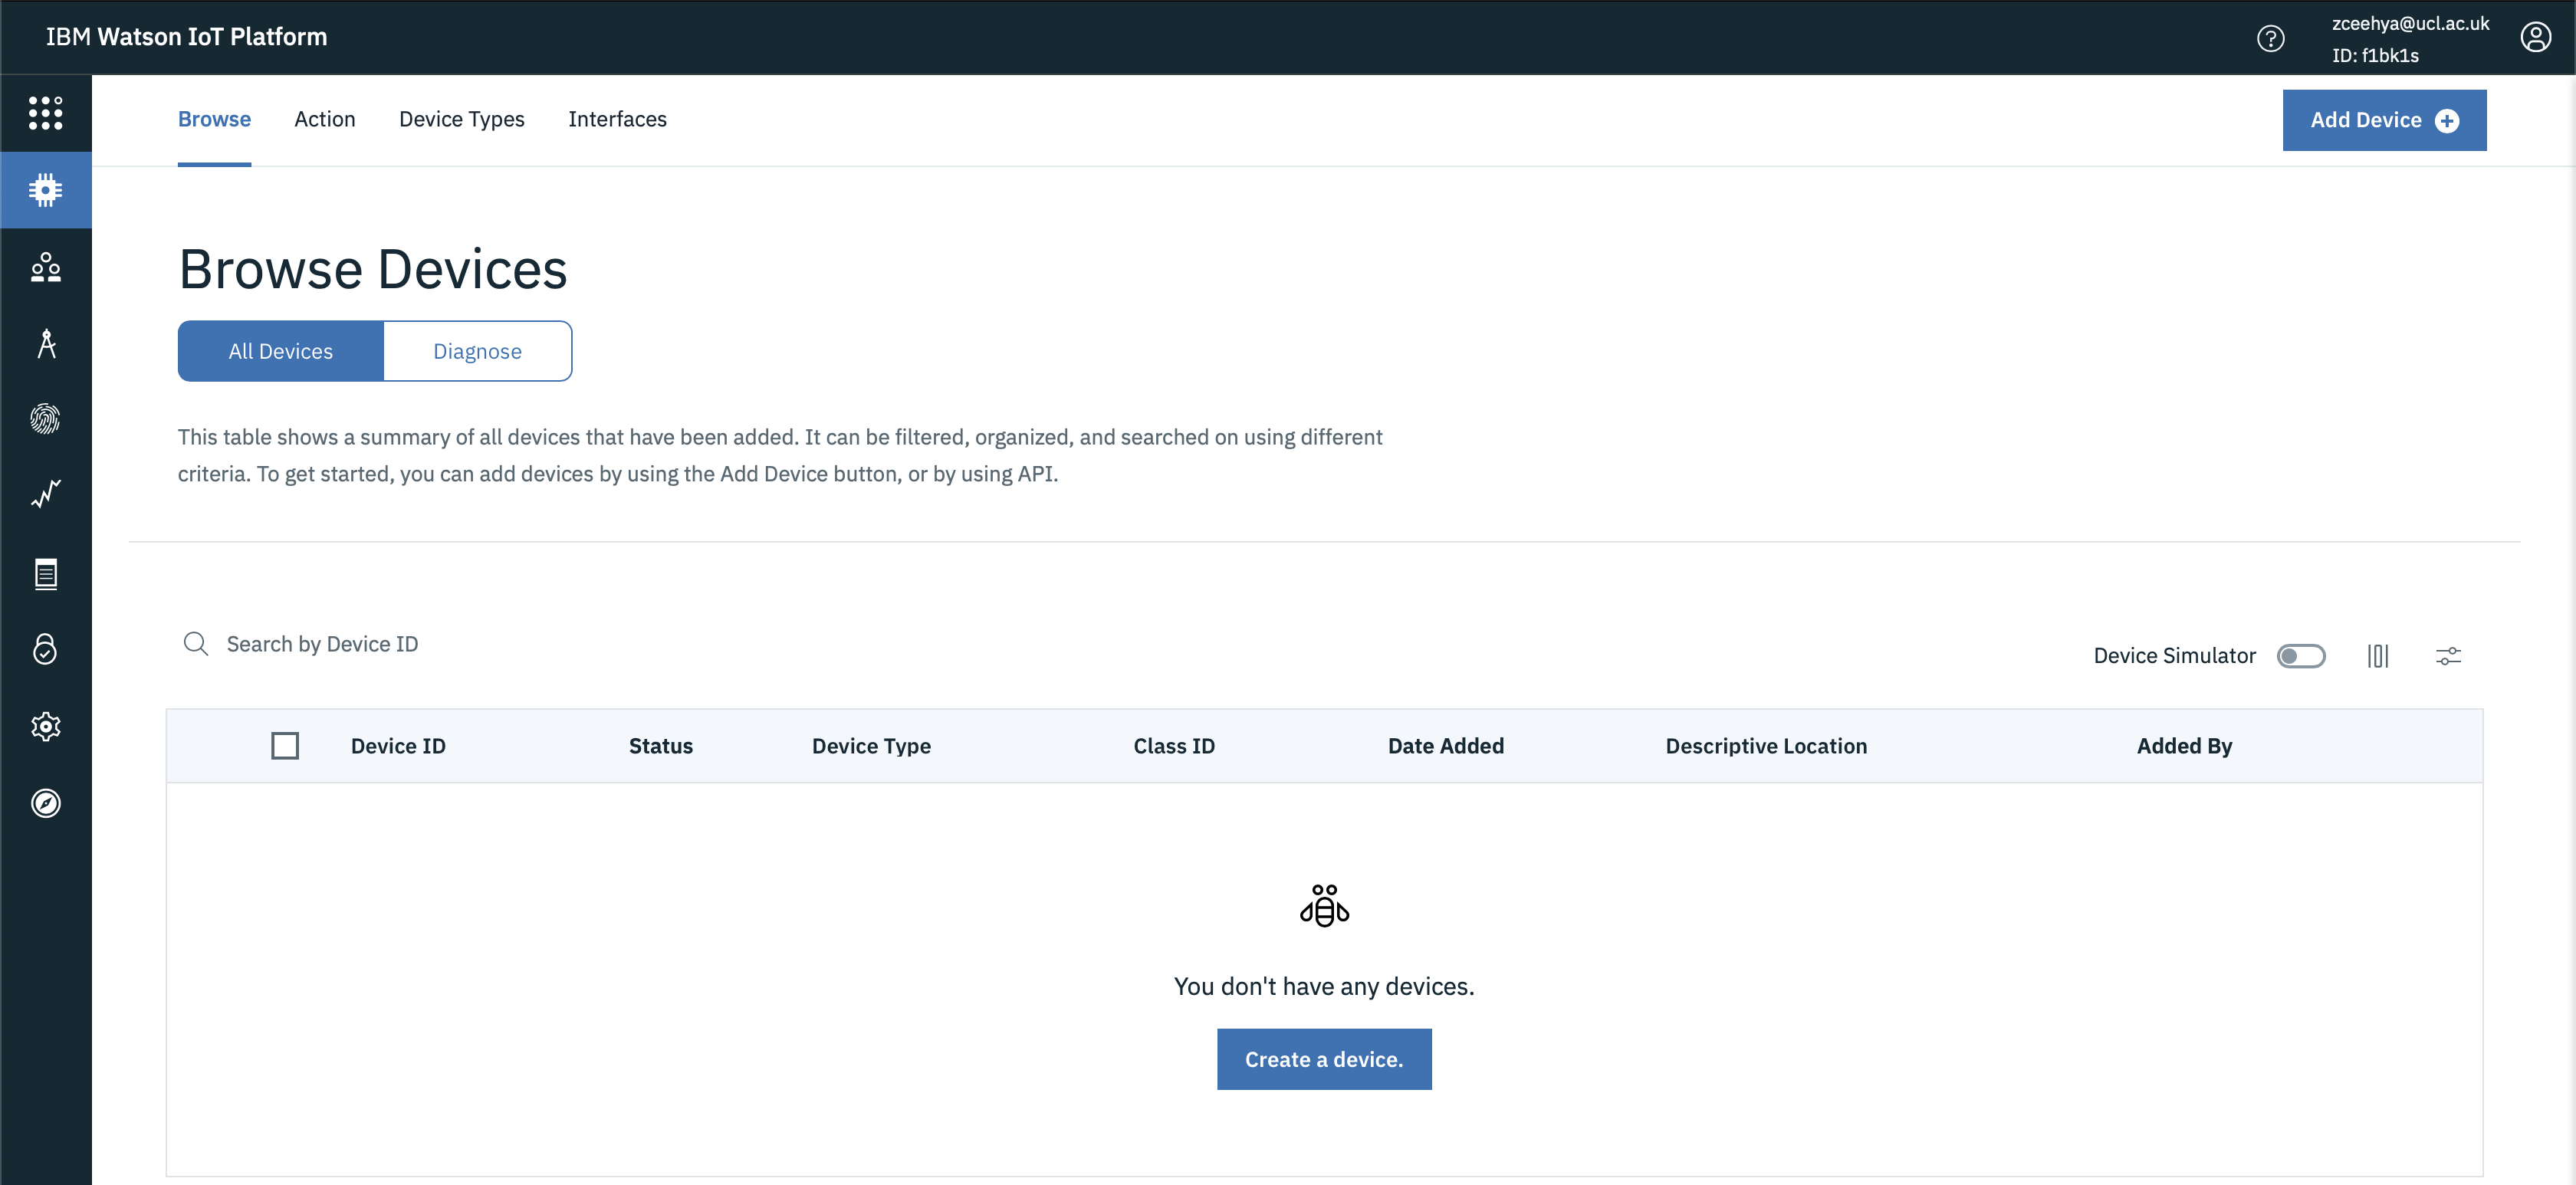 IBM Watson IoT Platform
zceehya@ucl.ac.uk
ID: f1bk1s
Browse
Action
Device Types
Interfaces
Add Device
Browse Devices
All Devices
Diagnose
This table shows a summary of all devices that have been added. It can be filtered, organized, and searched on using different
criteria. To get started, you can add devices by using the Add Device button, or by using API.
Search by Device ID
Device Simulator
Device ID
Status
Device Type
Class ID
Date Added
Descriptive Location
Added By
You don't have any devices.
Create a device.